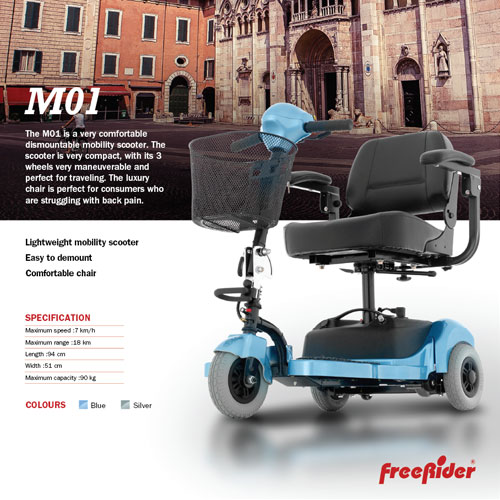 M01
The M01 is a very comfortable
dismountable mobility scooter. The
scooter is very compact, with its 3
wheels very maneuverable and
perfect for traveling. The luxury
chair is perfect for consumers who
are struggling with back pain.
Lightweight mobility scooter
Easy to demount
Comfortable chair
SPECIFICATION
Maximum speed :7 km/h
Maximum range :18 km
Length :94 cm
Width :51 cm
Maximum capacity :90 kg
COLOURS Blue Silver
FreeRider®